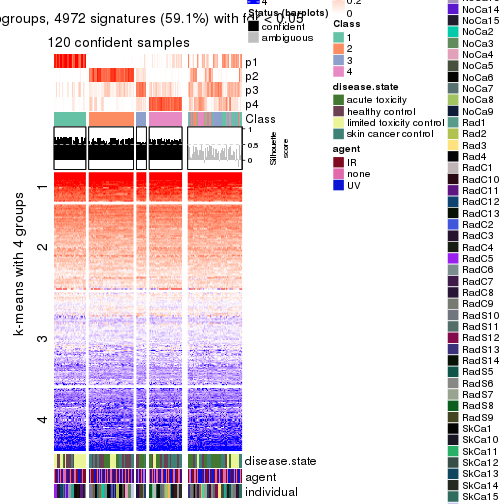 groups, 4972 signatures (59.1%) with fdr < 0.05
120 confident samples
p1
p2
p3
p4
Class
1
0.5
0
Silhouette
score
k-means with 4 groups
1
2
3
4
disease.state
agent
individual
4
Status (barplots)
confident
ambiguous
0.2
Class
1
2
3
4
disease.state
acute toxicity
healthy control
limited toxicity control
skin cancer control
agent
IR
none
UV
NoCa14
NoCa15
NoCa2
NoCa3
NoCa4
NoCa5
NoCa6
NoCa7
NoCa8
NoCa9
Rad1
Rad2
Rad3
Rad4
RadC1
RadC10
RadC11
RadC12
RadC13
RadC2
RadC3
RadC4
RadC5
RadC6
RadC7
RadC8
RadC9
RadS10
RadS11
RadS12
RadS13
RadS14
RadS5
RadS6
RadS7
RadS8
RadS9
SkCa1
SkCa10
SkCa11
SkCa12
SkCa13
SkCa14
SkCa15